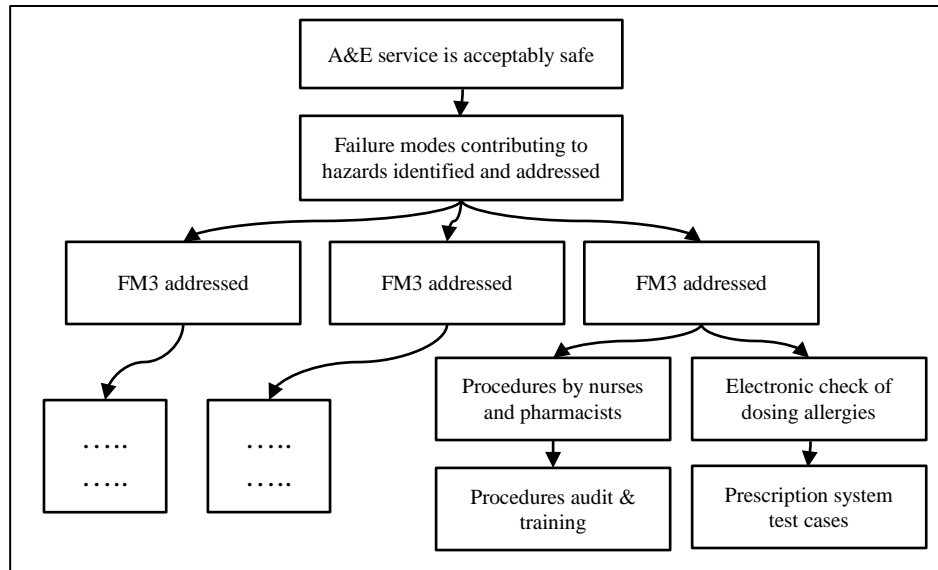 A&E service is acceptably safe
Failure modes contributing to
hazards identified and addressed
FM3 addressed
FM3 addressed
FM3 addressed
Procedures by nurses
and pharmacists
Electronic check of
dosing allergies
…..
…..
…..
…..
Procedures audit &
training
Prescription system
test cases